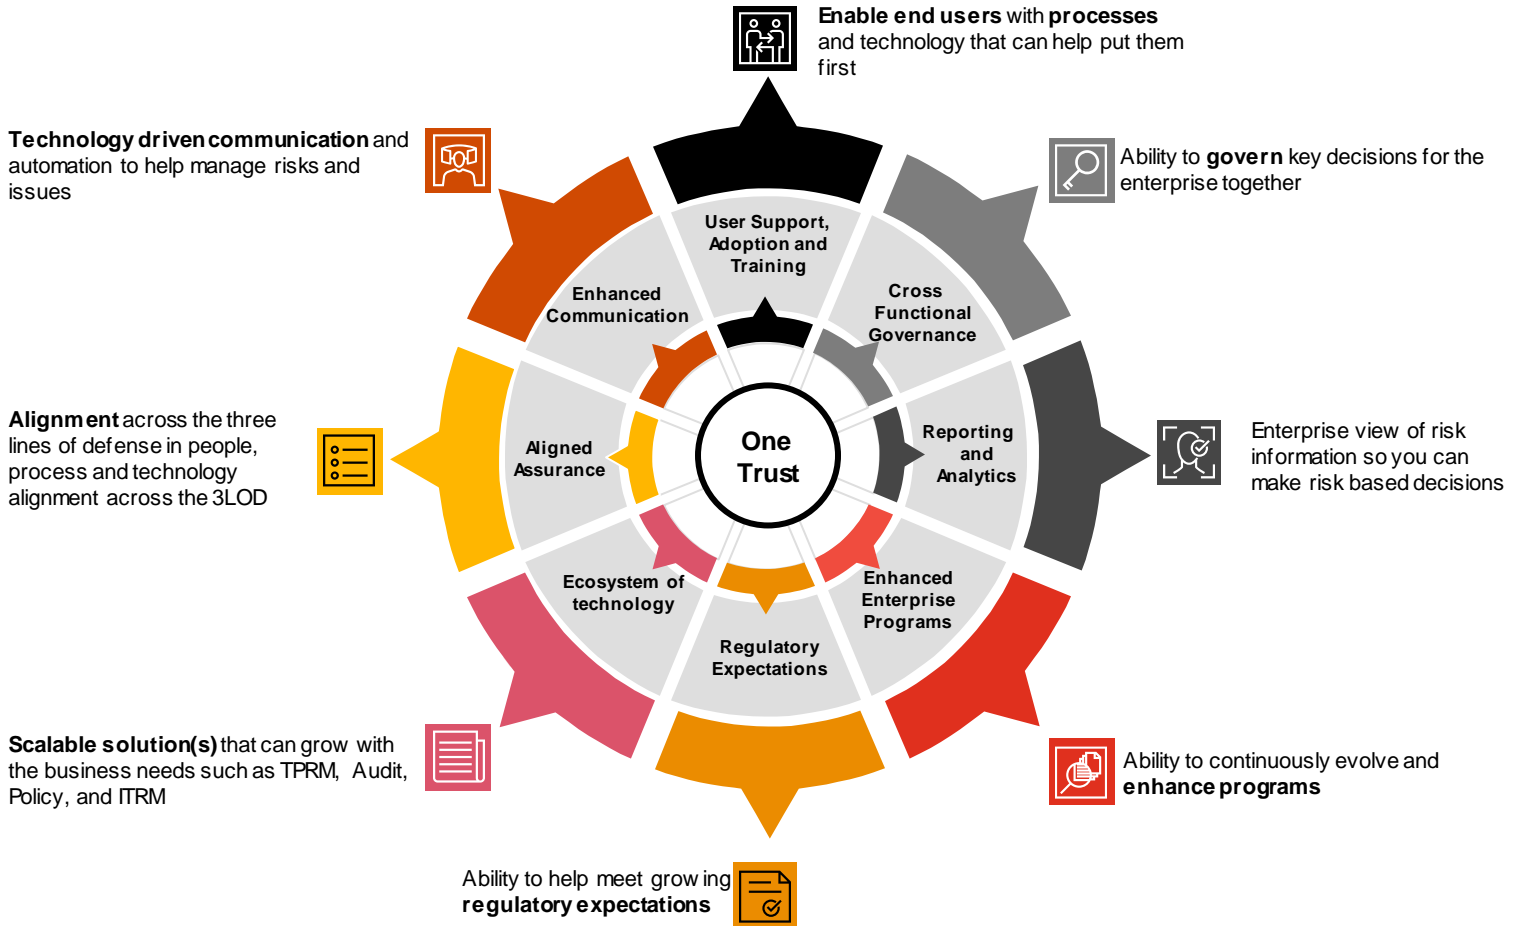 Enable end users with processes
and technology that can help put them
first
Technology driven communication and
automation to help manage risks and
issues
Ability to govern key decisions for the
enterprise together
User Support,
Adoption and
Training
Enhanced
Communication
Cross
Functional
Governance
Alignment across the three
lines of defense in people,
process and technology
alignment across the 3LOD
Aligned
Assurance
One
Trust
Reporting
and
Analytics
Enterprise view of risk
information so you can
make risk based decisions
Ecosystem of
technology
Enhanced
Enterprise
Programs
Regulatory
Expectations
Scalable solution(s) that can grow with
the business needs such as TPRM, Audit,
Policy, and ITRM
Ability to continuously evolve and
enhance programs
Ability to help meet growing
regulatory expectations